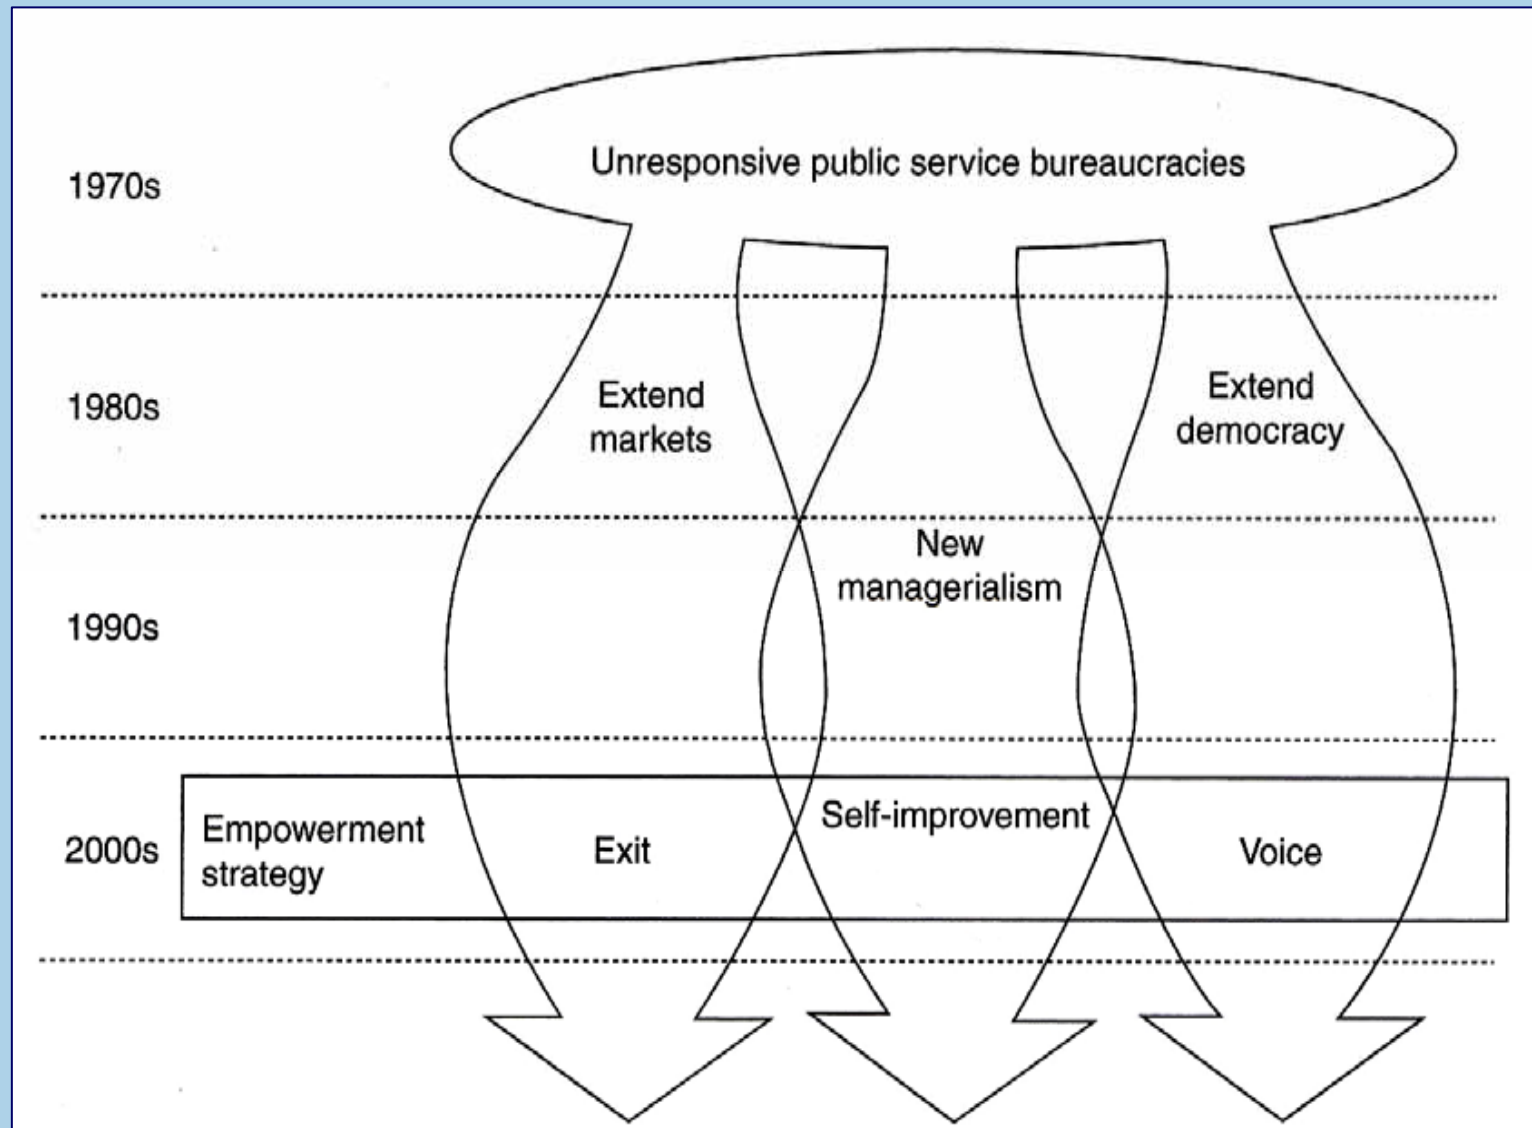 Unresponsive public service bureaucracies
1970s
Extend
markets
Extend
democracy
1980s
New
managerialism
1990s
Empowerment
strategy
Exit
Self-improvement
Voice
2000s